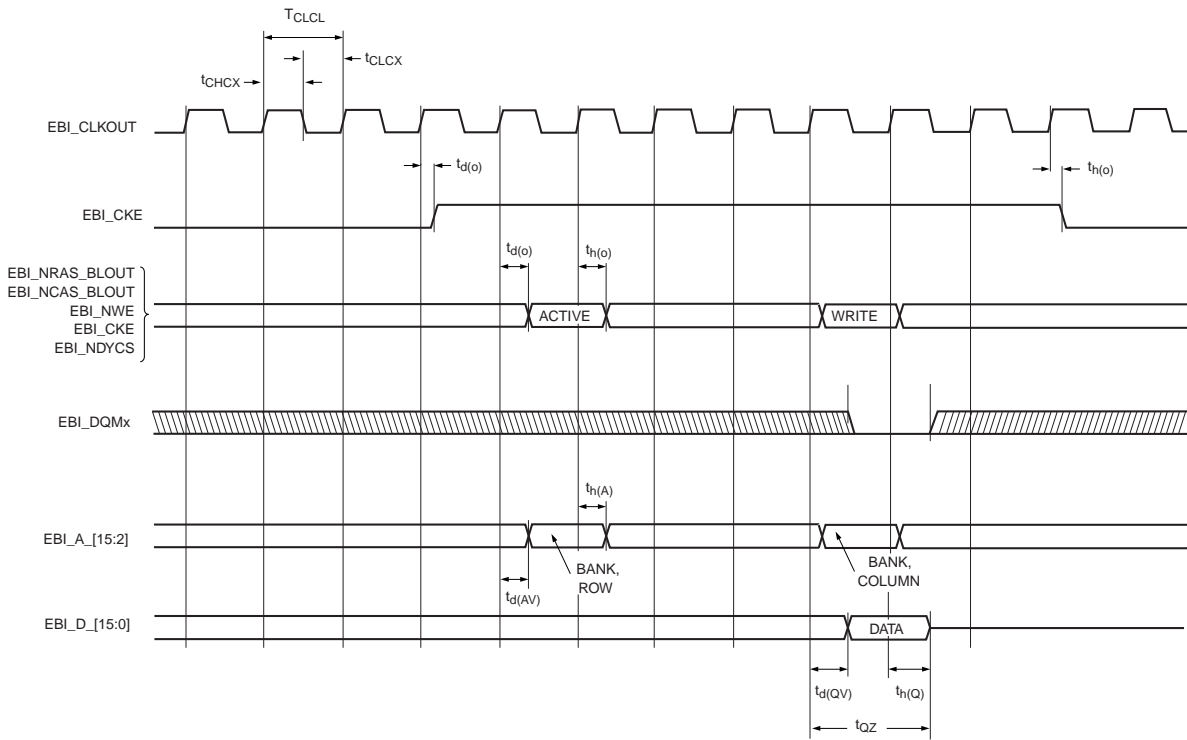 TCLCL
tCLCX
tCHCX
EBI_CLKOUT
td(o)
th(o)
EBI_CKE
td(o)
th(o)
EBI_NRAS_BLOUT
EBI_NCAS_BLOUT
EBI_NWE
EBI_CKE
EBI_NDYCS
ACTIVE
WRITE
EBI_DQMx
th(A)
EBI_A_[15:2]
BANK,
ROW
BANK,
COLUMN
td(AV)
EBI_D_[15:0]
DATA
td(QV)
th(Q)
tQZ